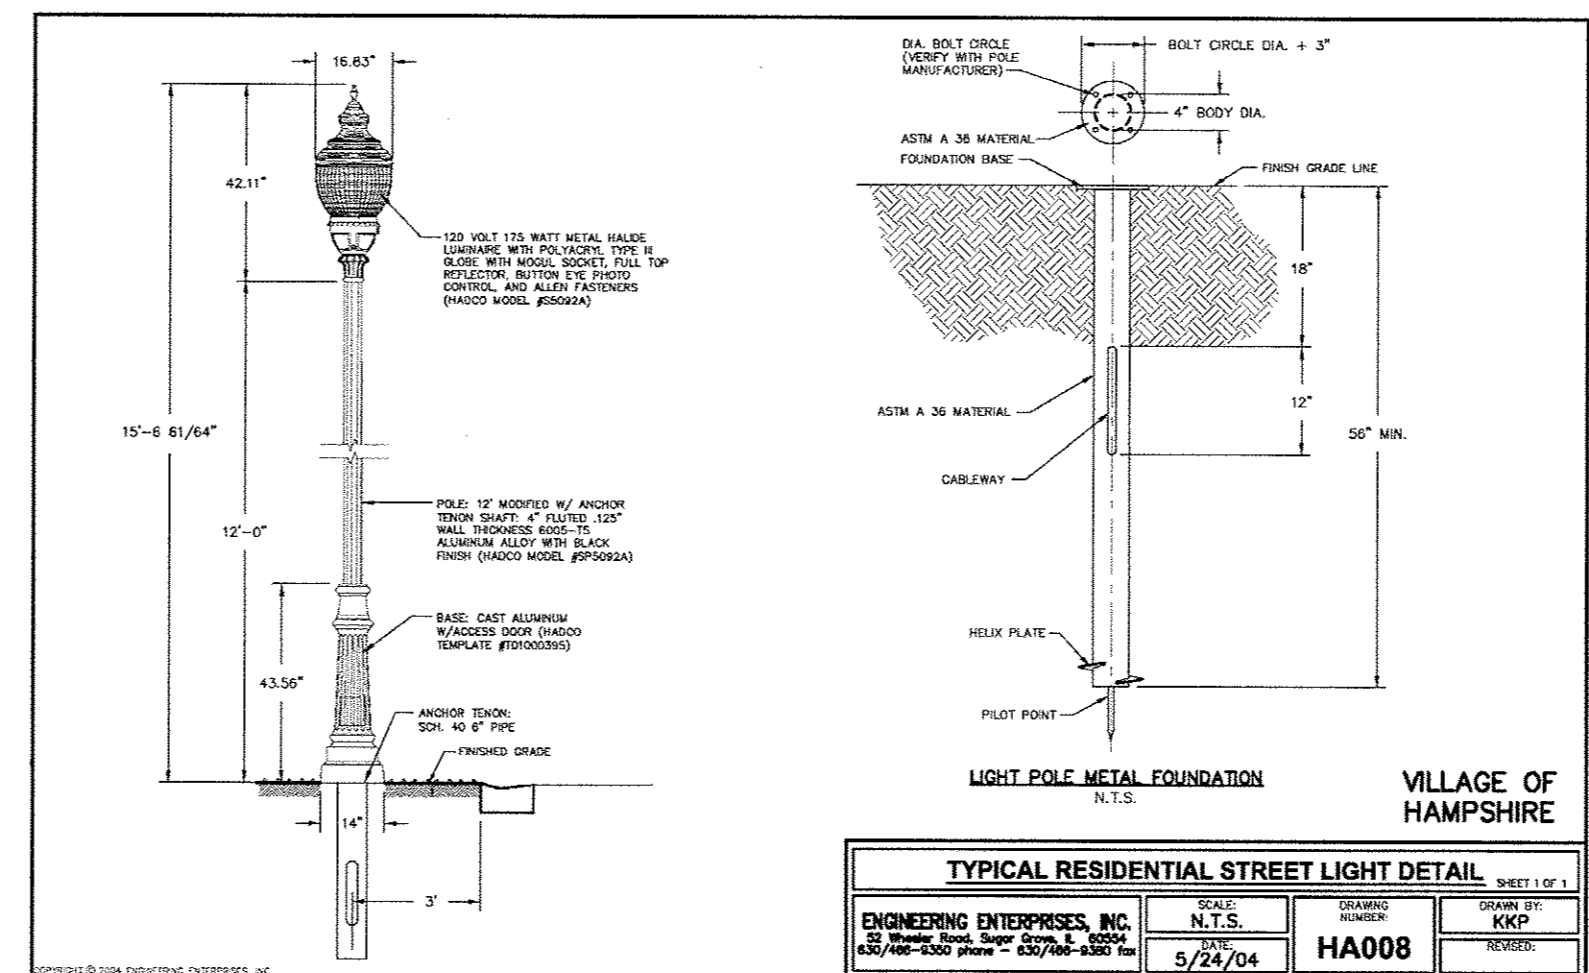 16.83"
42.11"
120 VOLT 175 WATT METAL HALIDE
LUMINAIRE WITH POLYACRYL TYPE III
GLOBE WITH MOGUL SOCKET, FULL TOP
REFLECTOR, BUTTON EYE PHOTO
CONTROL, AND ALLEN FASTENERS
(HADCO MODEL #S5092A)
15'-6 61/64"
12'-0"
POLE: 12' MODIFIED W/ ANCHOR
TENON SHAFT: 4" FLUTED .125"
WALL THICKNESS 6005-T5
ALUMINUM ALLOY WITH BLACK
FINISH (HADCO MODEL #SP5092A)
BASE: CAST ALUMINUM
W/ACCESS DOOR (HADCO
TEMPLATE #TD1000395)
43.56"
ANCHOR TENON:
SCH. 40 6" PIPE
FINISHED GRADE
14"
3'
DIA. BOLT CIRCLE
(VERIFY WITH POLE
MANUFACTURER)
BOLT CIRCLE DIA. + 3"
4" BODY DIA.
ASTM A 36 MATERIAL
FOUNDATION BASE
FINISH GRADE LINE
18"
12"
56" MIN.
ASTM A 36 MATERIAL
CABLEWAY
HELIX PLATE
PILOT POINT
LIGHT POLE METAL FOUNDATION
N.T.S.
VILLAGE OF
HAMPSHIRE
TYPICAL RESIDENTIAL STREET LIGHT DETAIL
SHEET 1 OF 1
ENGINEERING ENTERPRISES, INC.
52 Wheeler Road, Sugar Grove, IL 60554
630/466-9350 phone - 630/466-9380 fax
SCALE:
N.T.S.
DATE:
5/24/04
DRAWING
NUMBER:
HA008
DRAWN BY:
KKP
REVISED:
COPYRIGHT © 2004 ENGINEERING ENTERPRISES, INC.